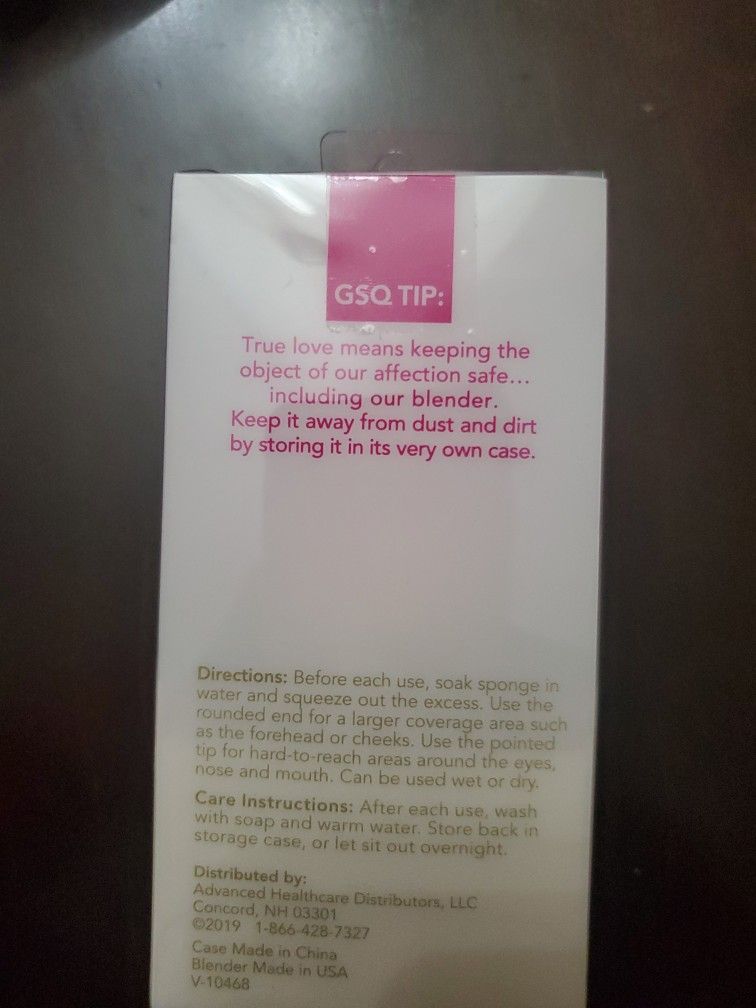 GSQ TIP:
True love means keeping the
object of our affection safe...
including our blender.
Keep it away from dust and dirt
by storing it in its very own case.
Directions: Before each use, soak sponge in
water and squeeze out the excess. Use the
rounded end for a larger coverage area such
as the forehead or cheeks. Use the pointed
tip for hard-to-reach areas around the eyes,
nose and mouth. Can be used wet or dry.
Care Instructions: After each use, wash
with soap and warm water. Store back in
storage case, or let sit out overnight.
Distributed by:
Advanced Healthcare Distributors, LLC
Concord, NH 03301
©2019 1-866-428-7327
Case Made in China
Blender Made in USA
V-10468